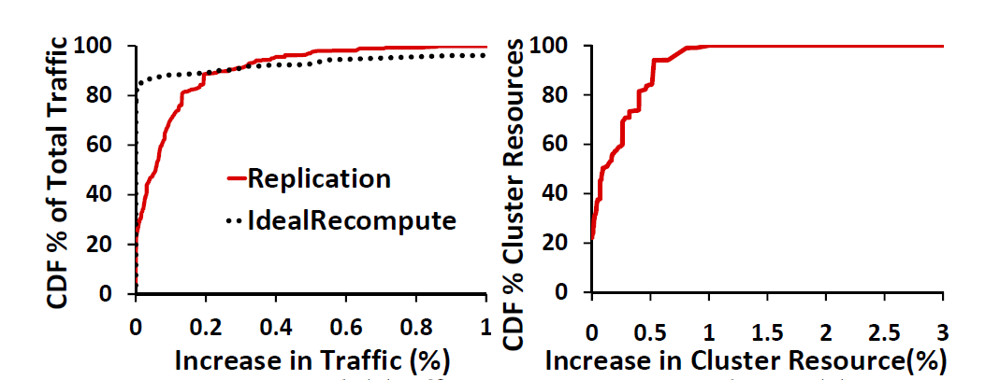 CDF % of Total Traffic
100
80
60
40
20
0
Replication
IdealRecompute
0 0.2 0.4 0.6 0.8 1
Increase in Traffic (%)
CDF % Cluster Resources
100
80
60
40
20
0
0 0.5 1 1.5 2 2.5 3
Increase in Cluster Resource(%)